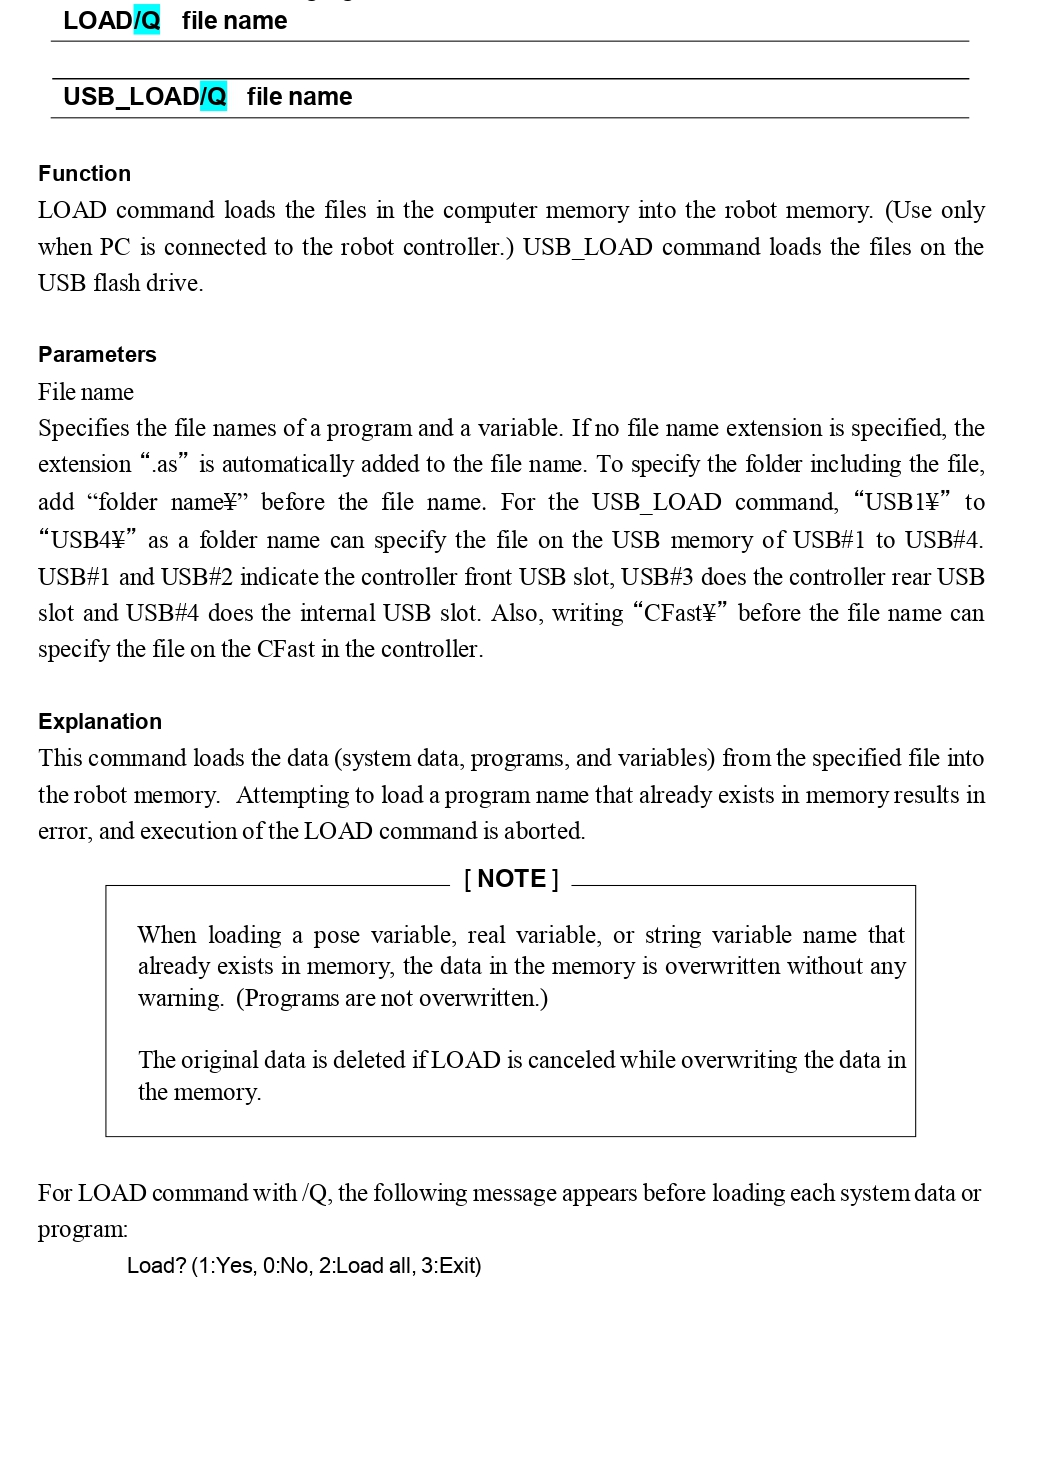 LOAD/Q file name
USB_LOAD/Q file name
Function
LOAD command loads the files in the computer memory into the robot memory. (Use only
when PC is connected to the robot controller.) USB_LOAD command loads the files on the
USB flash drive.
Parameters
File name
Specifies the file names of a program and a variable. If no file name extension is specified, the
extension “.as” is automatically added to the file name. To specify the folder including the file,
add “folder name¥” before the file name. For the USB_LOAD command, “USB1¥” to
“USB4¥” as a folder name can specify the file on the USB memory of USB#1 to USB#4.
USB#1 and USB#2 indicate the controller front USB slot, USB#3 does the controller rear USB
slot and USB#4 does the internal USB slot. Also, writing “CFast¥” before the file name can
specify the file on the CFast in the controller.
Explanation
This command loads the data (system data, programs, and variables) from the specified file into
the robot memory. Attempting to load a program name that already exists in memory results in
error, and execution of the LOAD command is aborted.
[ NOTE ]
When loading a pose variable, real variable, or string variable name that
already exists in memory, the data in the memory is overwritten without any
warning. (Programs are not overwritten.)
The original data is deleted if LOAD is canceled while overwriting the data in
the memory.
For LOAD command with /Q, the following message appears before loading each system data or
program:
Load? (1:Yes, 0:No, 2:Load all, 3:Exit)